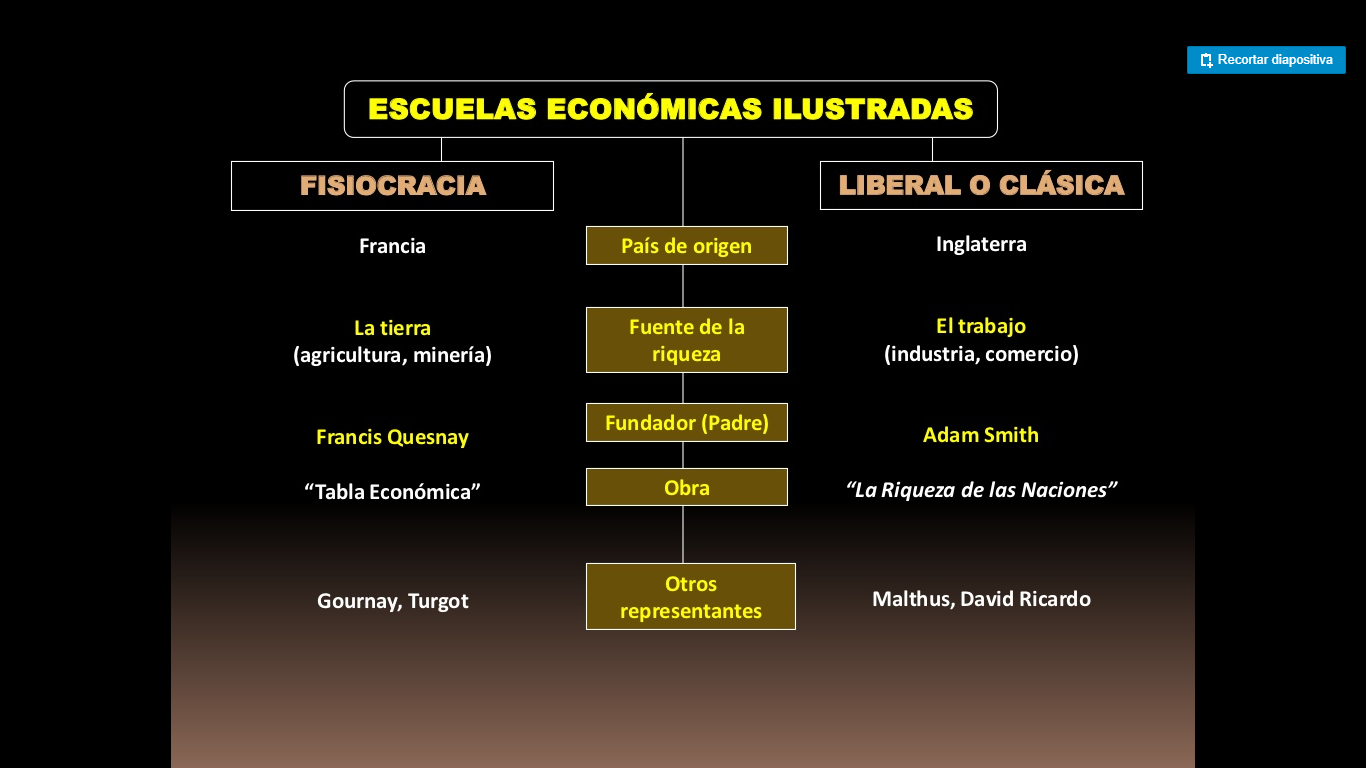 Recortar diapositiva
ESCUELAS ECONÓMICAS ILUSTRADAS
FISIOCRACIA
LIBERAL O CLÁSICA
Francia
País de origen
Inglaterra
La tierra
(agricultura, minería)
Fuente de la
riqueza
El trabajo
(industria, comercio)
Francis Quesnay
Fundador (Padre)
Adam Smith
“Tabla Económica”
Obra
“La Riqueza de las Naciones”
Gournay, Turgot
Otros
representantes
Malthus, David Ricardo